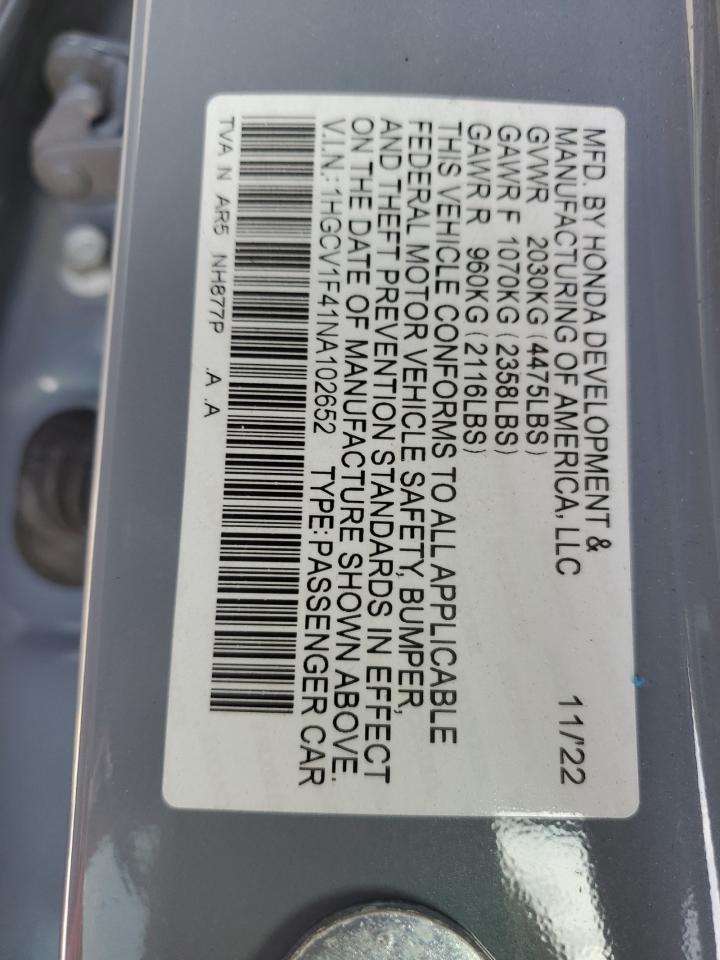 MFD. BY HONDA DEVELOPMENT &
MANUFACTURING OF AMERICA, LLC 11/'22
GVWR 2030KG (4475LBS)
GAWR F 1070KG (2358LBS)
GAWR R 960KG (2116LBS)
THIS VEHICLE CONFORMS TO ALL APPLICABLE
FEDERAL MOTOR VEHICLE SAFETY, BUMPER,
AND THEFT PREVENTION STANDARDS IN EFFECT
ON THE DATE OF MANUFACTURE SHOWN ABOVE.
V.I.N.:1HGCV1F41NA102652 TYPE:PASSENGER CAR
TVA N AR5 NH877P .A .A